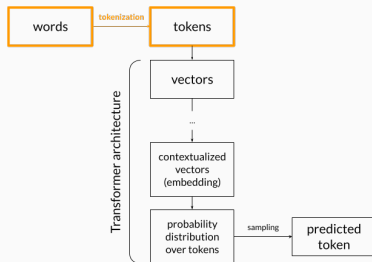 words
tokenization
tokens
vectors
...
Transformer architecture
contextualized
vectors
(embedding)
probability
distribution
over tokens
sampling
predicted
token